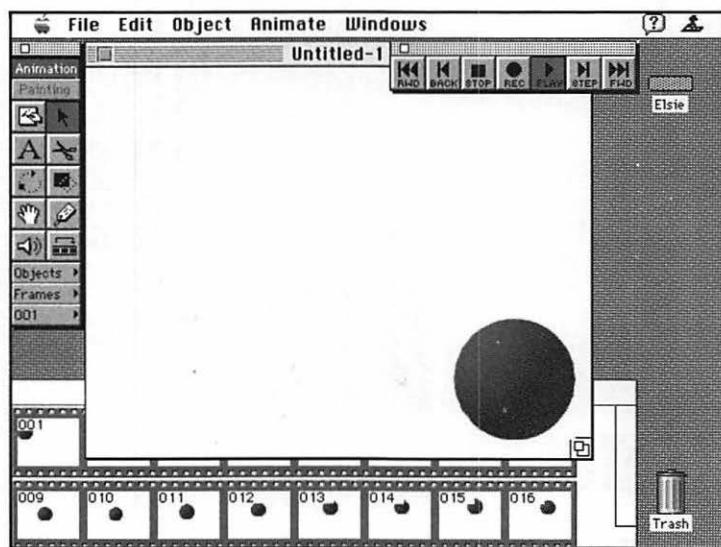 File Edit Object Animate Windows
Untitled-1
RWD BACK STOP REC PLAY STEP FWD
Animation
Painting
A
Objects
Frames
001
Elsie
001
009 010 011 012 013 014 015 016
Trash